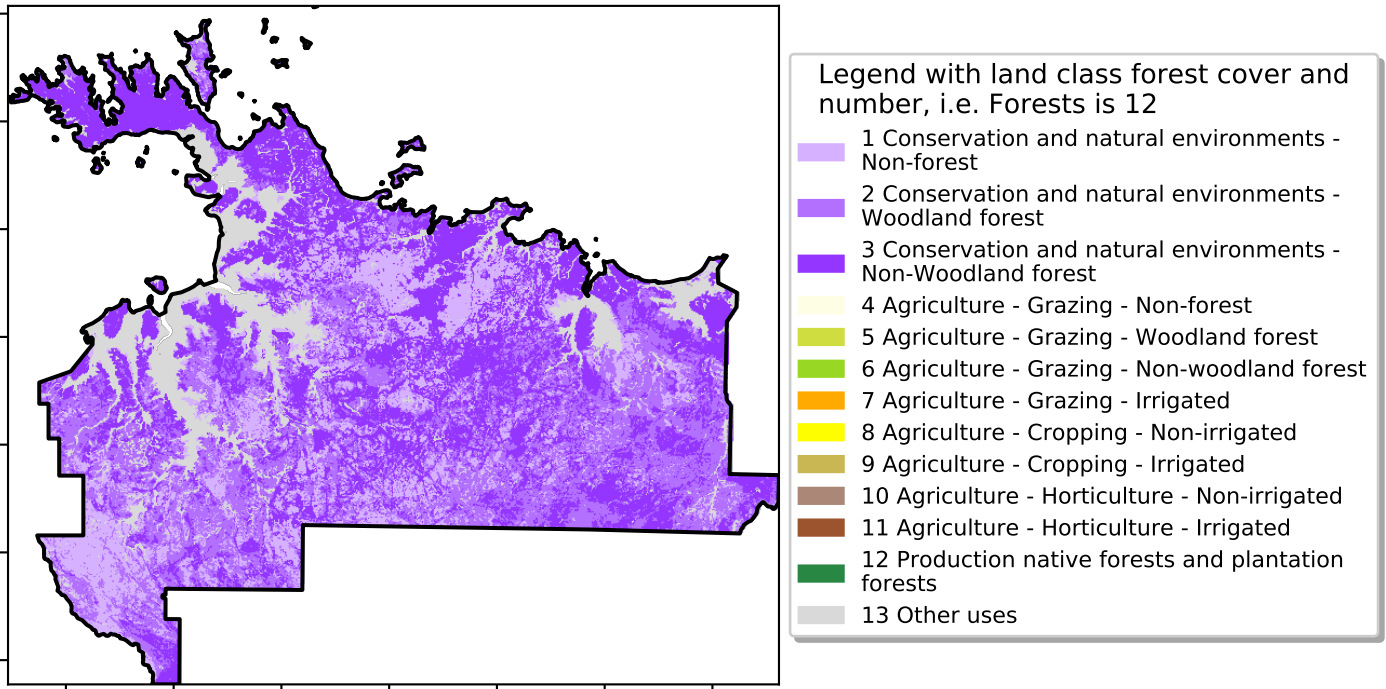 Legend with land class forest cover and
number, i.e. Forests is 12
1 Conservation and natural environments -
Non-forest
2 Conservation and natural environments -
Woodland forest
3 Conservation and natural environments -
Non-Woodland forest
4 Agriculture - Grazing - Non-forest
5 Agriculture - Grazing - Woodland forest
6 Agriculture - Grazing - Non-woodland forest
7 Agriculture - Grazing - Irrigated
8 Agriculture - Cropping - Non-irrigated
9 Agriculture - Cropping - Irrigated
10 Agriculture - Horticulture - Non-irrigated
11 Agriculture - Horticulture - Irrigated
12 Production native forests and plantation
forests
13 Other uses